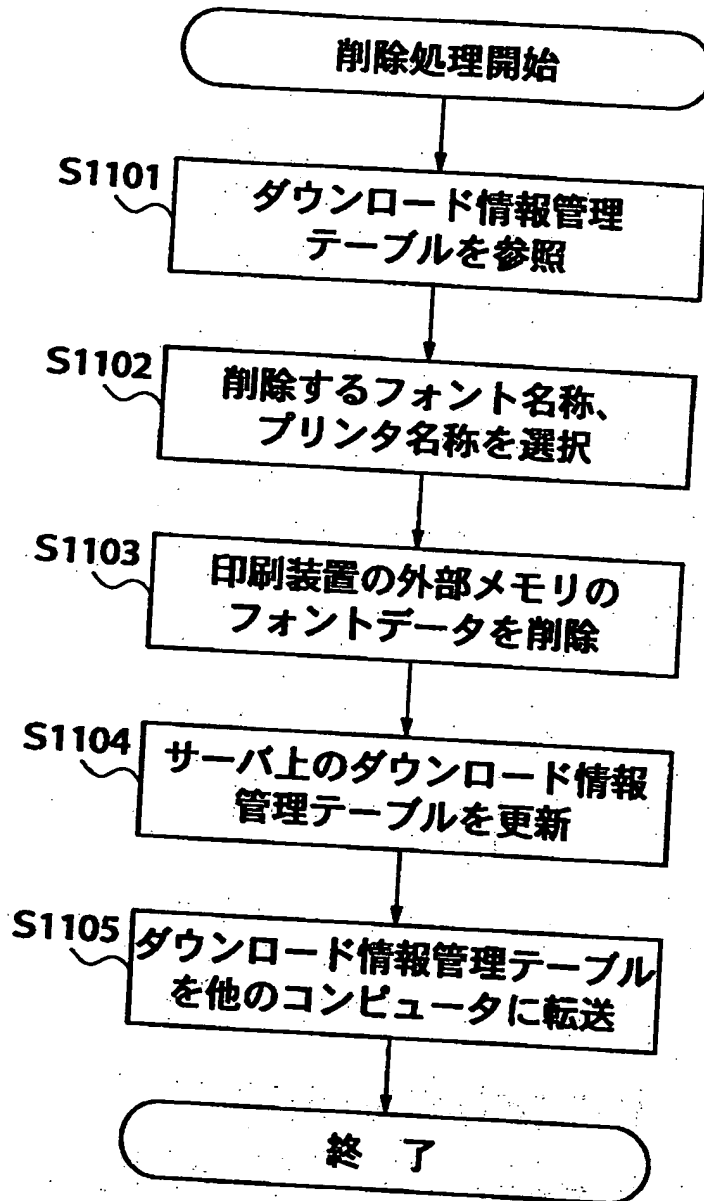 削除処理開始
S1101
ダウンロード情報管理
テーブルを参照
S1102
削除するフォント名称、
プリンタ名称を選択
S1103
印刷装置の外部メモリの
フォントデータを削除
S1104
サーバ上のダウンロード情報
管理テーブルを更新
S1105
ダウンロード情報管理テーブル
を他のコンピュータに転送
終了